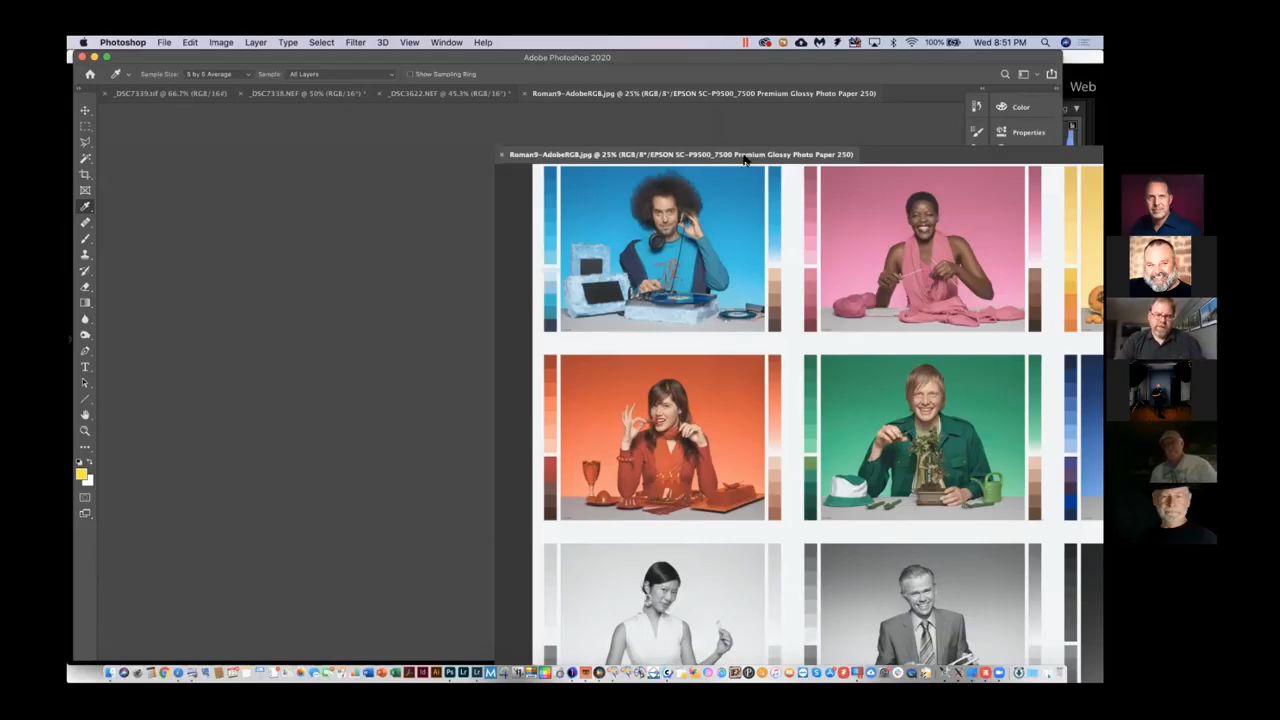 Photoshop File Edit Image Layer Type Select Filter 3D View Window Help 100% Wed 8:51 PM
Adobe Photoshop 2020
Sample Size: 5 by 5 Average Sample: All Layers Show Sampling Ring
_DSC7339.tif @ 66.7% (RGB/16#) _DSC7338.NEF @ 50% (RGB/16*) * _DSC3622.NEF @ 45.3% (RGB/16*) * Roman9-AdobeRGB.jpg @ 25% (RGB/8*/EPSON SC-P9500_7500 Premium Glossy Photo Paper 250)
Web
Color
Properties
Roman9-AdobeRGB.jpg @ 25% (RGB/8*/EPSON SC-P9500_7500 Premium Glossy Photo Paper 250)